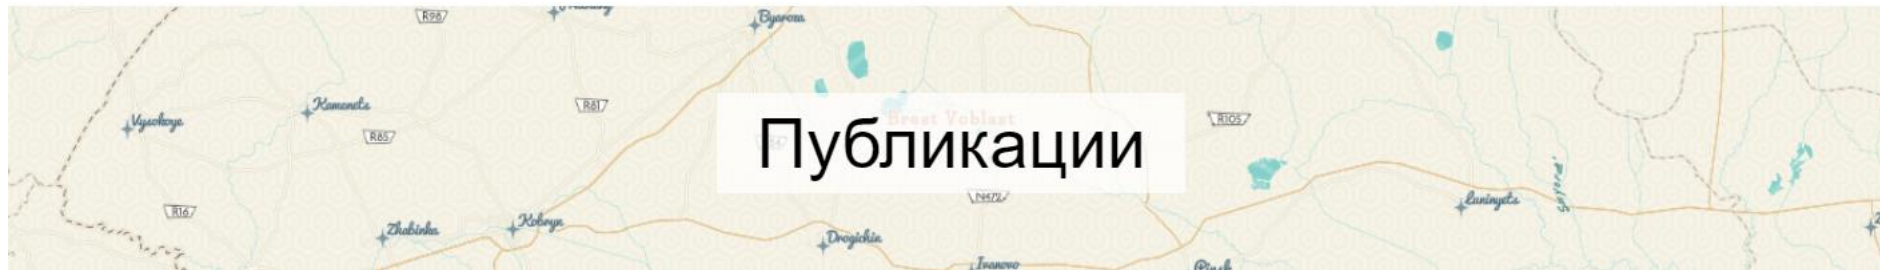 R98
Byaroza
Kamenets
R81
Vysokoye
Brest Voblast
R105
R85
Публикации
N472
Luninyets
R16
Kobryn
Zhabinka
Drogichin
Ivanovo
Pinsk